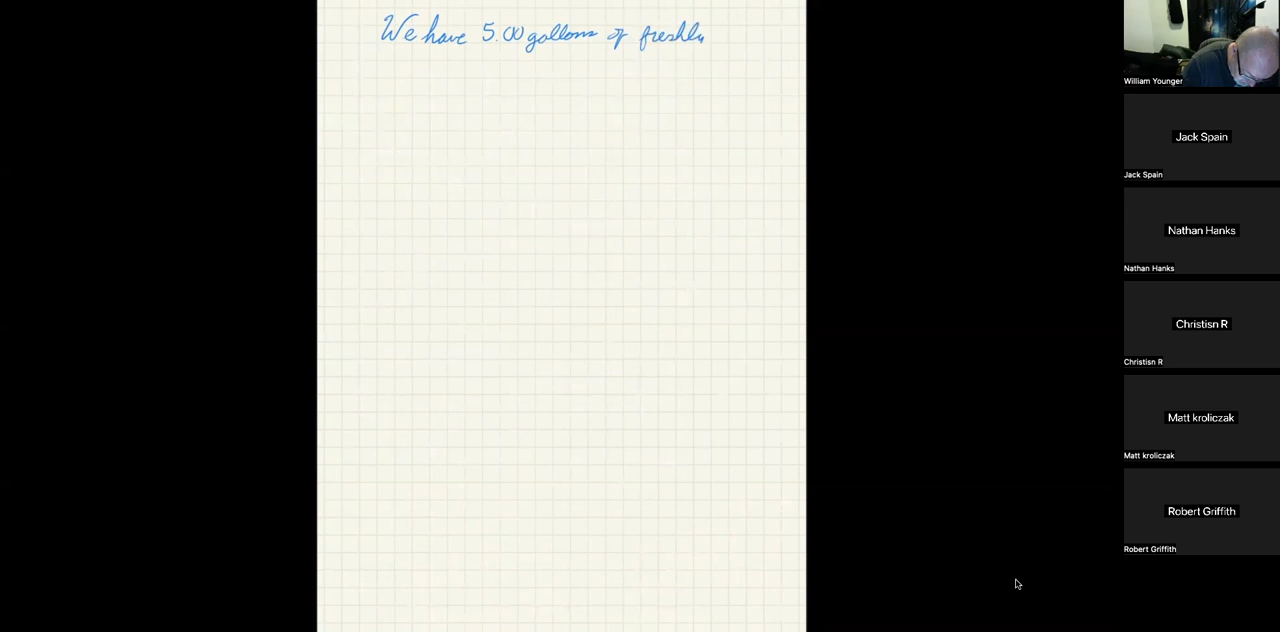 We have 5.00 gallons of freshly
William Younger
Jack Spain
Jack Spain
Nathan Hanks
Nathan Hanks
Christisn R
Christisn R
Matt kroliczak
Matt kroliczak
Robert Griffith
Robert Griffith